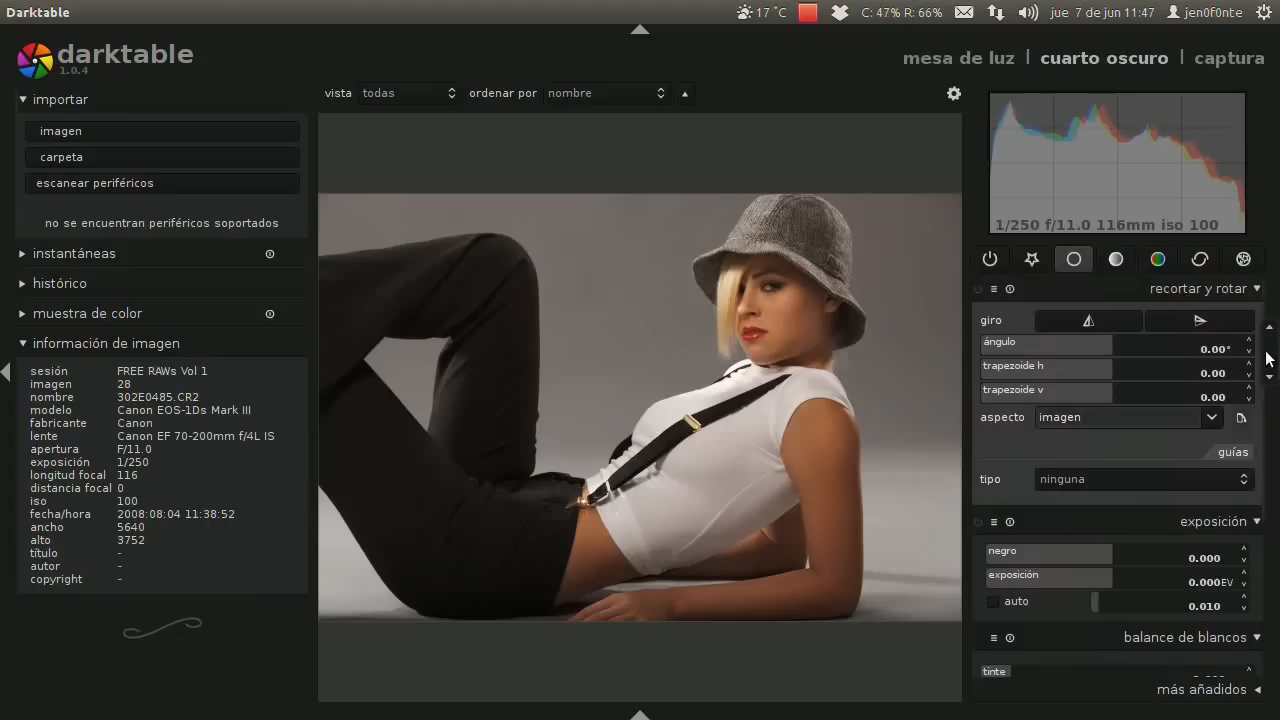 Darktable
17 °C
C: 47% R: 66%
jue 7 de jun 11:47
jen0f0nte
darktable
1.0.4
mesa de luz | cuarto oscuro | captura
importar
imagen
carpeta
escanear periféricos
no se encuentran periféricos soportados
instantáneas
histórico
muestra de color
información de imagen
sesión FREE RAWs Vol 1
imagen 28
nombre 302E0485.CR2
modelo Canon EOS-1Ds Mark III
fabricante Canon
lente Canon EF 70-200mm f/4L IS
apertura F/11.0
exposición 1/250
longitud focal 116
distancia focal 0
iso 100
fecha/hora 2008:08:04 11:38:52
ancho 5640
alto 3752
título -
autor -
copyright -
vista todas
ordenar por nombre
1/250 f/11.0 116mm iso 100
recortar y rotar
giro
ángulo 0.00°
trapezoide h 0.00
trapezoide v 0.00
aspecto imagen
guías
tipo ninguna
exposición
negro 0.000
exposición 0.000EV
auto 0.010
balance de blancos
tinte
más añadidos